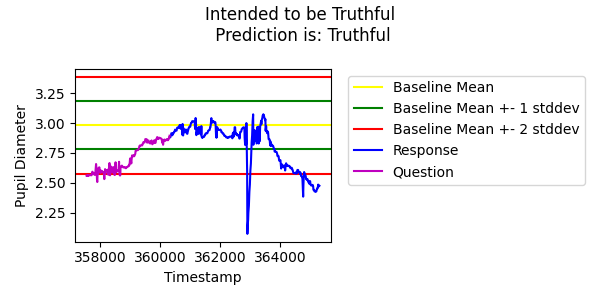 Intended to be Truthful
Prediction is: Truthful
Pupil Diameter
3.25
3.00
2.75
2.50
2.25
358000 360000 362000 364000
Timestamp
Baseline Mean
Baseline Mean +- 1 stddev
Baseline Mean +- 2 stddev
Response
Question